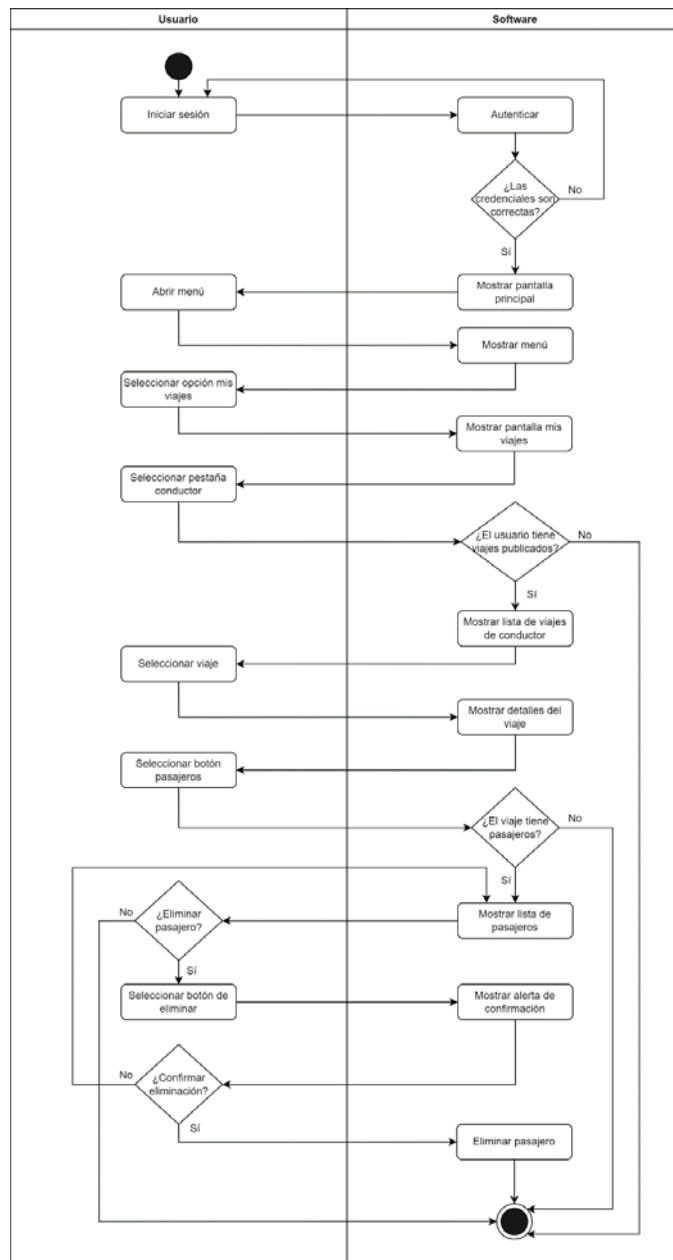 Usuario
Software
Iniciar sesión
Autenticar
¿Las
credenciales son
correctas?
No
Sí
Abrir menú
Mostrar pantalla
principal
Mostrar menú
Seleccionar opción mis
viajes
Mostrar pantalla mis
viajes
Seleccionar pestaña
conductor
¿El usuario tiene
viajes publicados?
No
Sí
Mostrar lista de viajes
de conductor
Seleccionar viaje
Mostrar detalles del
viaje
Seleccionar botón
pasajeros
¿El viaje tiene
pasajeros?
No
Sí
No
¿Eliminar
pasajero?
Mostrar lista de
pasajeros
Sí
Seleccionar botón de
eliminar
Mostrar alerta de
confirmación
No
¿Confirmar
eliminación?
Sí
Eliminar pasajero